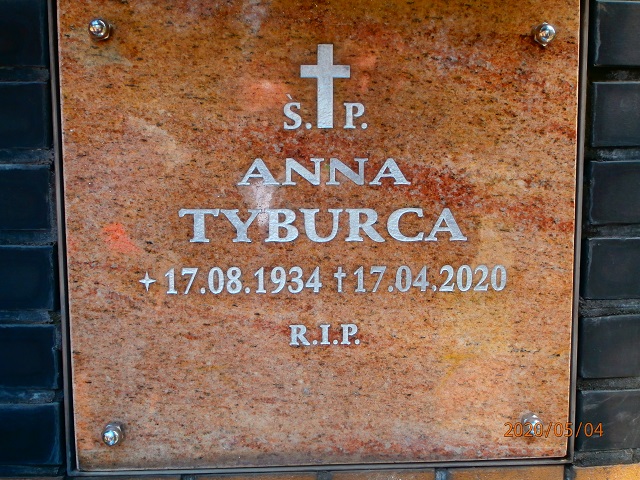 Ś. P.
ANNA
TYBURCA
17.08.1934 † 17.04.2020
R.I.P.
2020/05/04